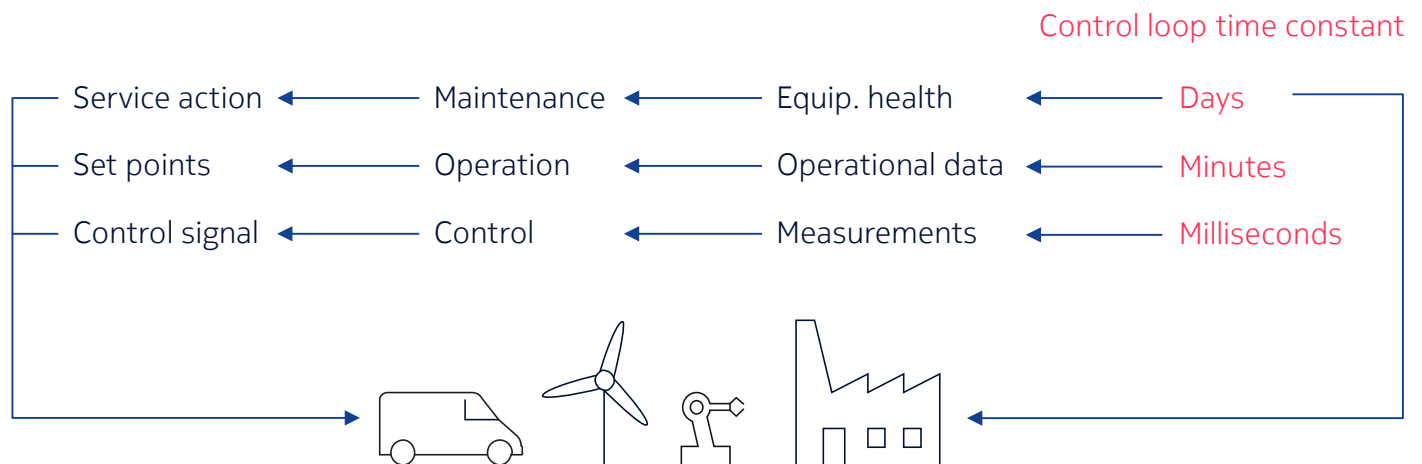 Control loop time constant
Service action Maintenance Equip. health Days
Set points Operation Operational data Minutes
Control signal Control Measurements Milliseconds